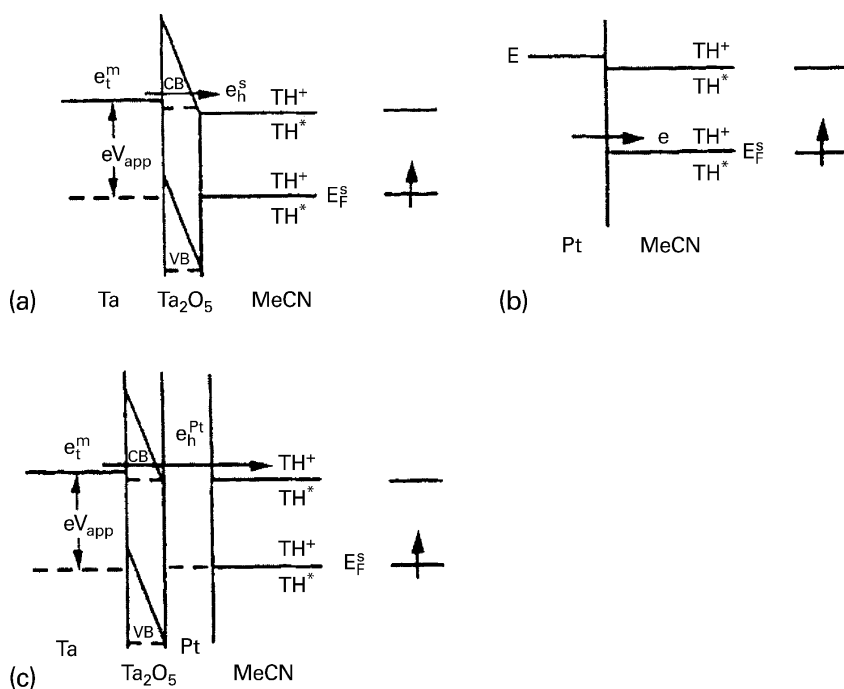 e_t^m
CB
e_h^s
TH+
TH*
eV_app
TH+
E_F^s
TH*
VB
(a)
Ta
Ta2O5
MeCN
E
TH+
TH*
e
TH+
E_F^s
TH*
Pt
MeCN
(b)
e_t^m
CB
e_h^Pt
TH+
TH*
eV_app
TH+
E_F^s
TH*
VB
Ta
Pt
(c)
Ta2O5
MeCN